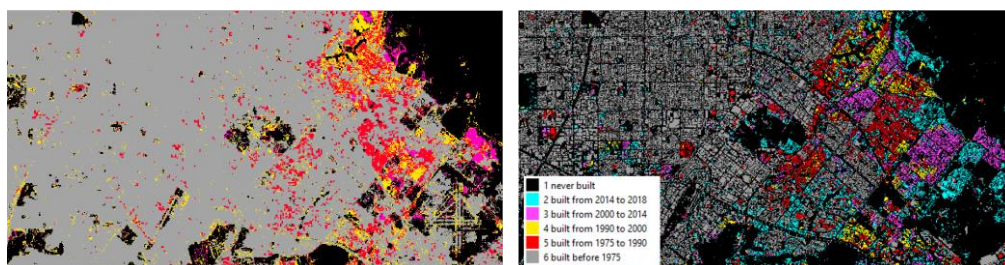 1 never built
2 built from 2014 to 2018
3 built from 2000 to 2014
4 built from 1990 to 2000
5 built from 1975 to 1990
6 built before 1975